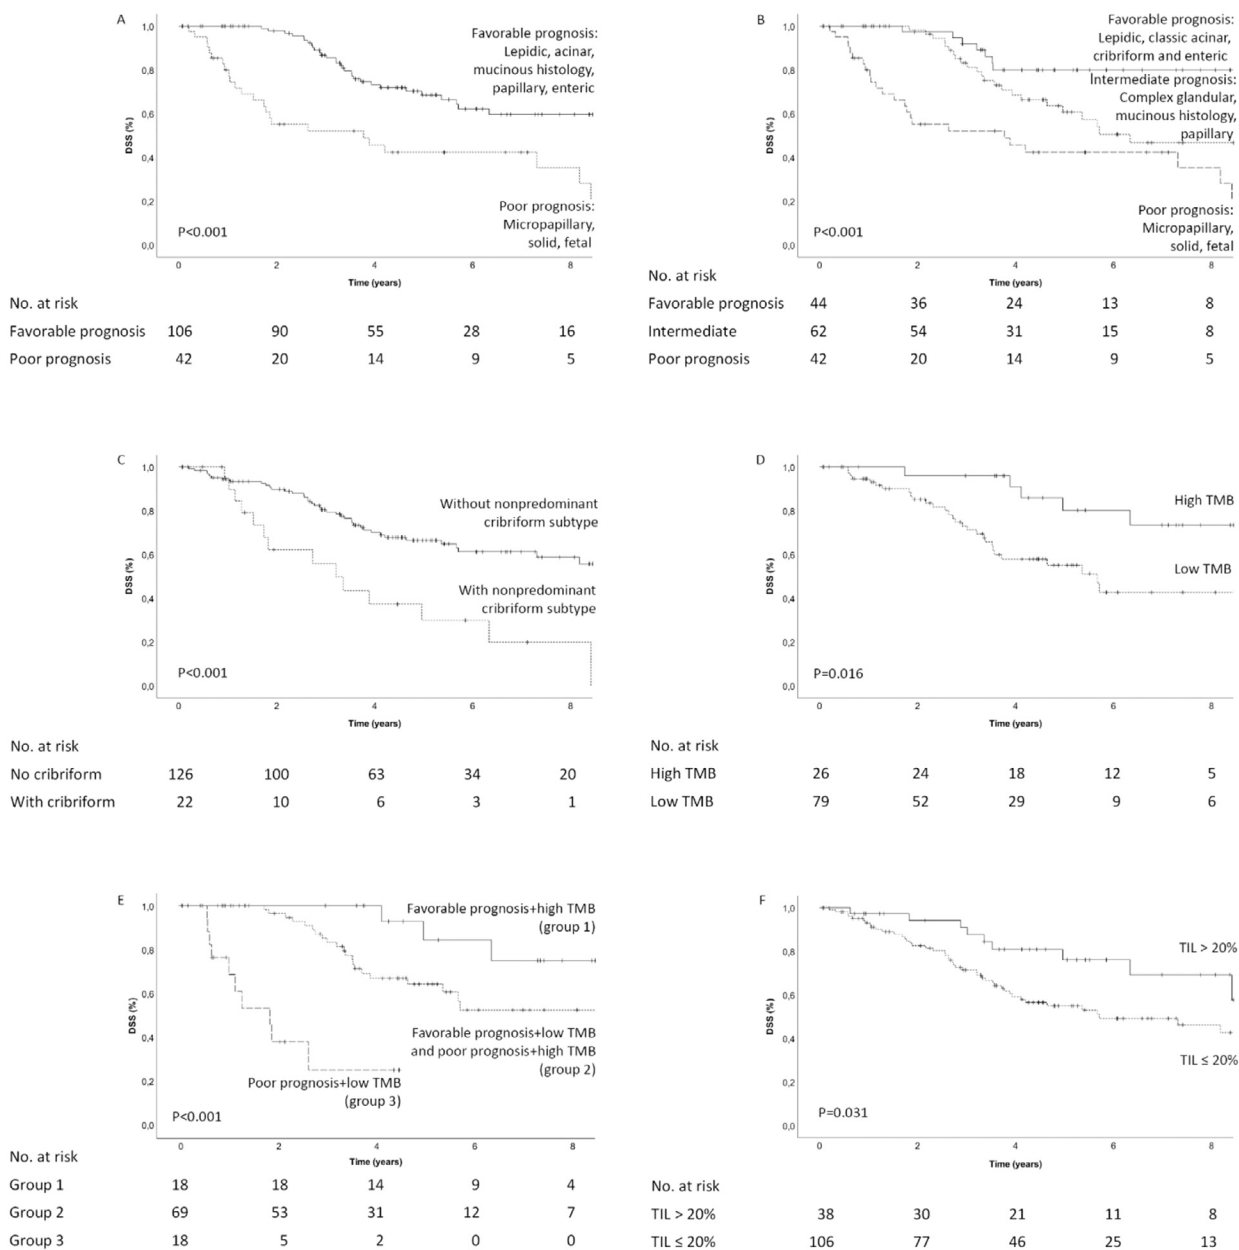 A
1,0
0,8
0,6
0,4
0,2
0,0
DSS (%)
Favorable prognosis:
Lepidic, acinar,
mucinous histology,
papillary, enteric
Poor prognosis:
Micropapillary,
solid, fetal
P<0.001
0 2 4 6 8
Time (years)
No. at risk
Favorable prognosis 106 90 55 28 16
Poor prognosis 42 20 14 9 5
B
1,0
0,8
0,6
0,4
0,2
0,0
DSS (%)
Favorable prognosis:
Lepidic, classic acinar,
cribriform and enteric
Intermediate prognosis:
Complex glandular,
mucinous histology,
papillary
Poor prognosis:
Micropapillary,
solid, fetal
P<0.001
0 2 4 6 8
Time (years)
No. at risk
Favorable prognosis 44 36 24 13 8
Intermediate 62 54 31 15 8
Poor prognosis 42 20 14 9 5
C
1,0
0,8
0,6
0,4
0,2
0,0
DSS (%)
Without nonpredominant
cribriform subtype
With nonpredominant
cribriform subtype
P<0.001
0 2 4 6 8
Time (years)
No. at risk
No cribriform 126 100 63 34 20
With cribriform 22 10 6 3 1
D
1,0
0,8
0,6
0,4
0,2
0,0
DSS (%)
High TMB
Low TMB
P=0.016
0 2 4 6 8
Time (years)
No. at risk
High TMB 26 24 18 12 5
Low TMB 79 52 29 9 6
E
1,0
0,8
0,6
0,4
0,2
0,0
DSS (%)
Favorable prognosis+high TMB
(group 1)
Favorable prognosis+low TMB
and poor prognosis+high TMB
(group 2)
Poor prognosis+low TMB
(group 3)
P<0.001
0 2 4 6 8
Time (years)
No. at risk
Group 1 18 18 14 9 4
Group 2 69 53 31 12 7
Group 3 18 5 2 0 0
F
1,0
0,8
0,6
0,4
0,2
0,0
DSS (%)
TIL > 20%
TIL ≤ 20%
P=0.031
0 2 4 6 8
Time (years)
No. at risk
TIL > 20% 38 30 21 11 8
TIL ≤ 20% 106 77 46 25 13